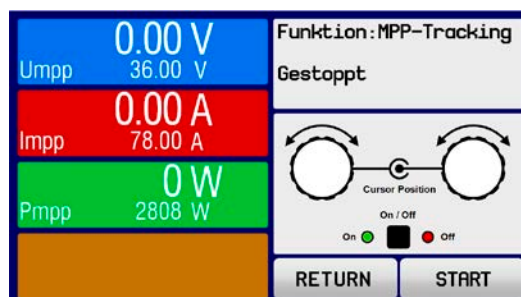 0.00 V
Umpp 36.00 V
0.00 A
Impp 78.00 A
0 W
Pmpp 2808 W
Funktion:MPP-Tracking
Gestoppt
Cursor Position
On / Off
On Off
RETURN START